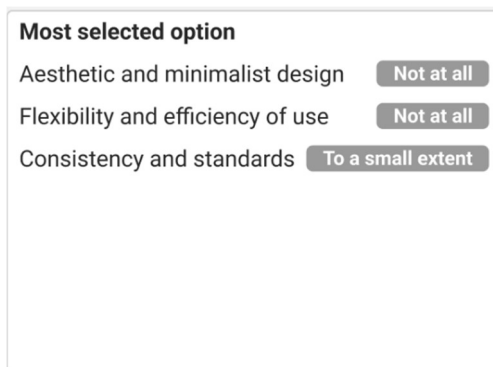 Most selected option
Aesthetic and minimalist design Not at all
Flexibility and efficiency of use Not at all
Consistency and standards To a small extent